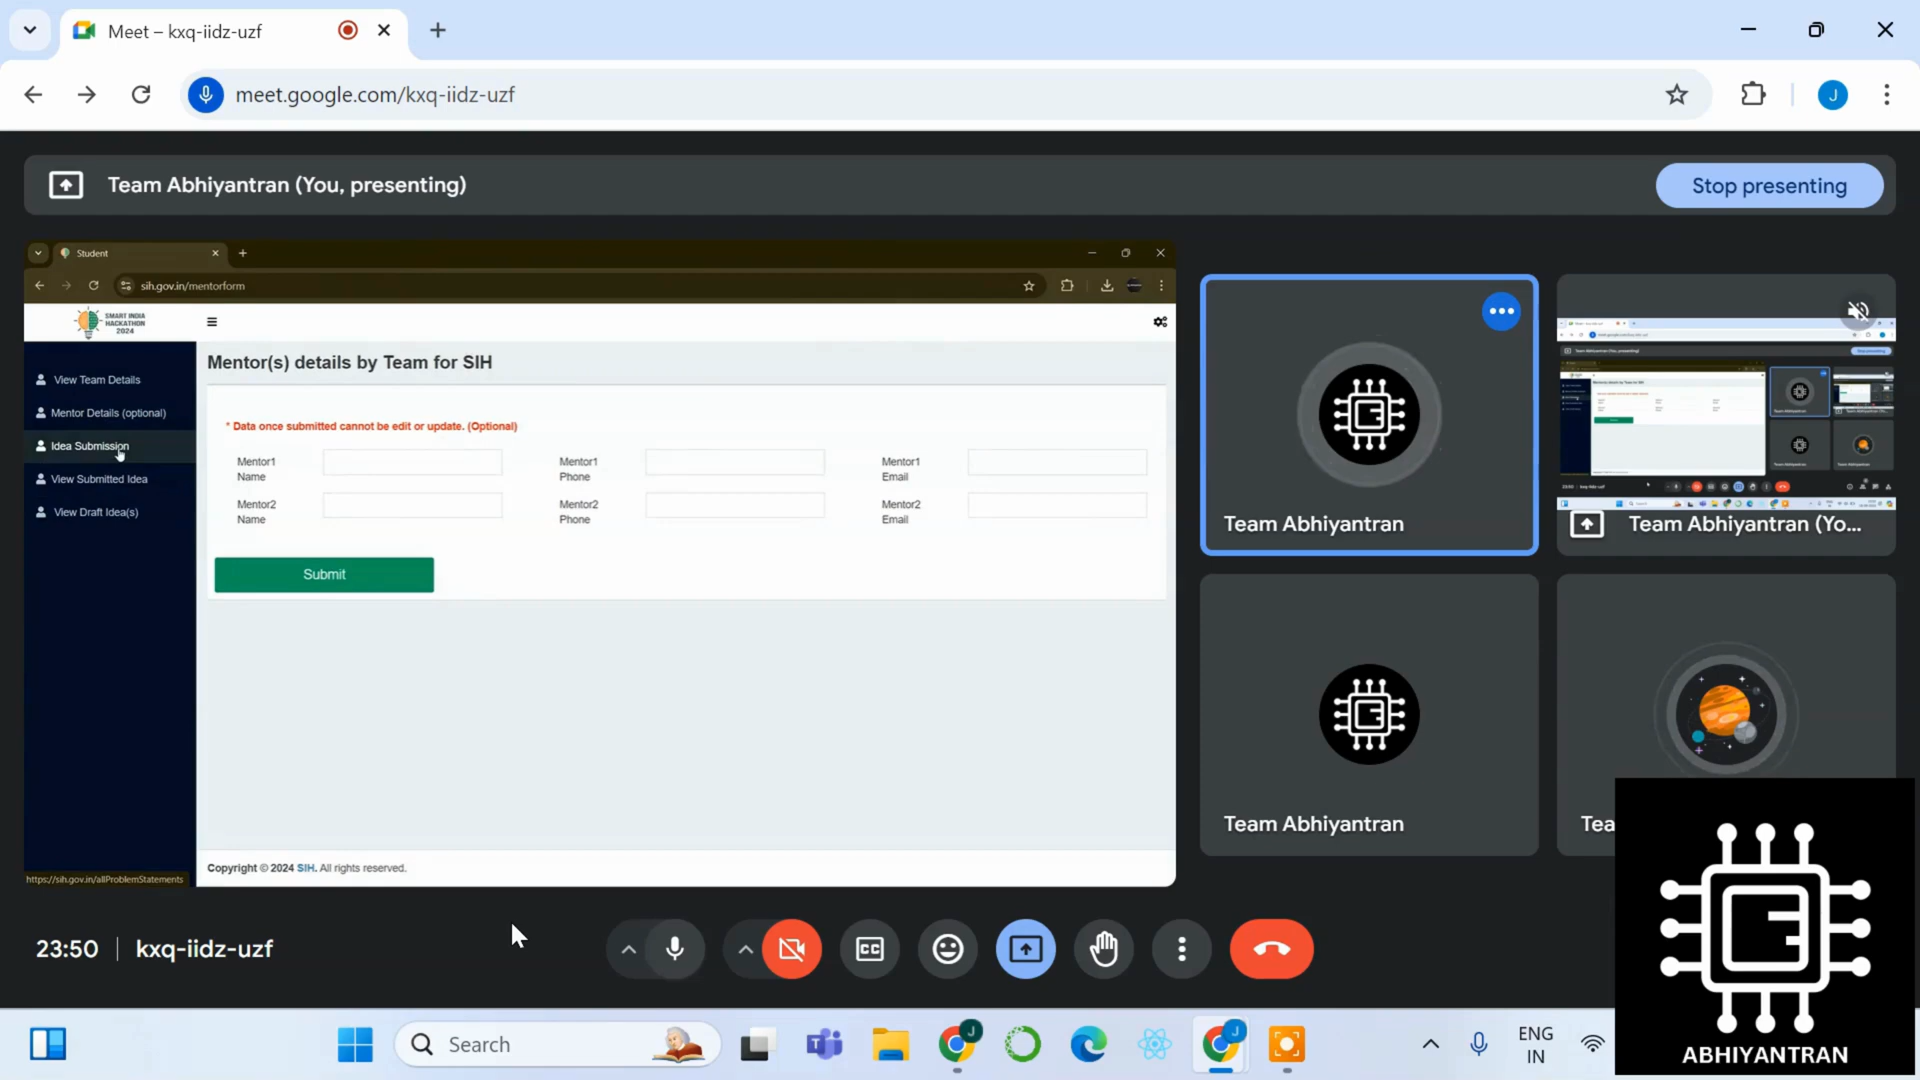 Meet – kxq-iidz-uzf
meet.google.com/kxq-iidz-uzf
J
Team Abhiyantran (You, presenting)
Stop presenting
Student
sih.gov.in/mentorform
SMART INDIA
HACKATHON
2024
View Team Details
Mentor Details (optional)
Idea Submission
View Submitted Idea
View Draft Idea(s)
Mentor(s) details by Team for SIH
* Data once submitted cannot be edit or update. (Optional)
Mentor1
Name
Mentor1
Phone
Mentor1
Email
Mentor2
Name
Mentor2
Phone
Mentor2
Email
Submit
Copyright © 2024 SIH. All rights reserved.
https://sih.gov.in/allProblemStatements
Team Abhiyantran
Team Abhiyantran (Yo...
Team Abhiyantran
Tea
23:50
kxq-iidz-uzf
CC
Search
J
J
ENG
IN
ABHIYANTRAN